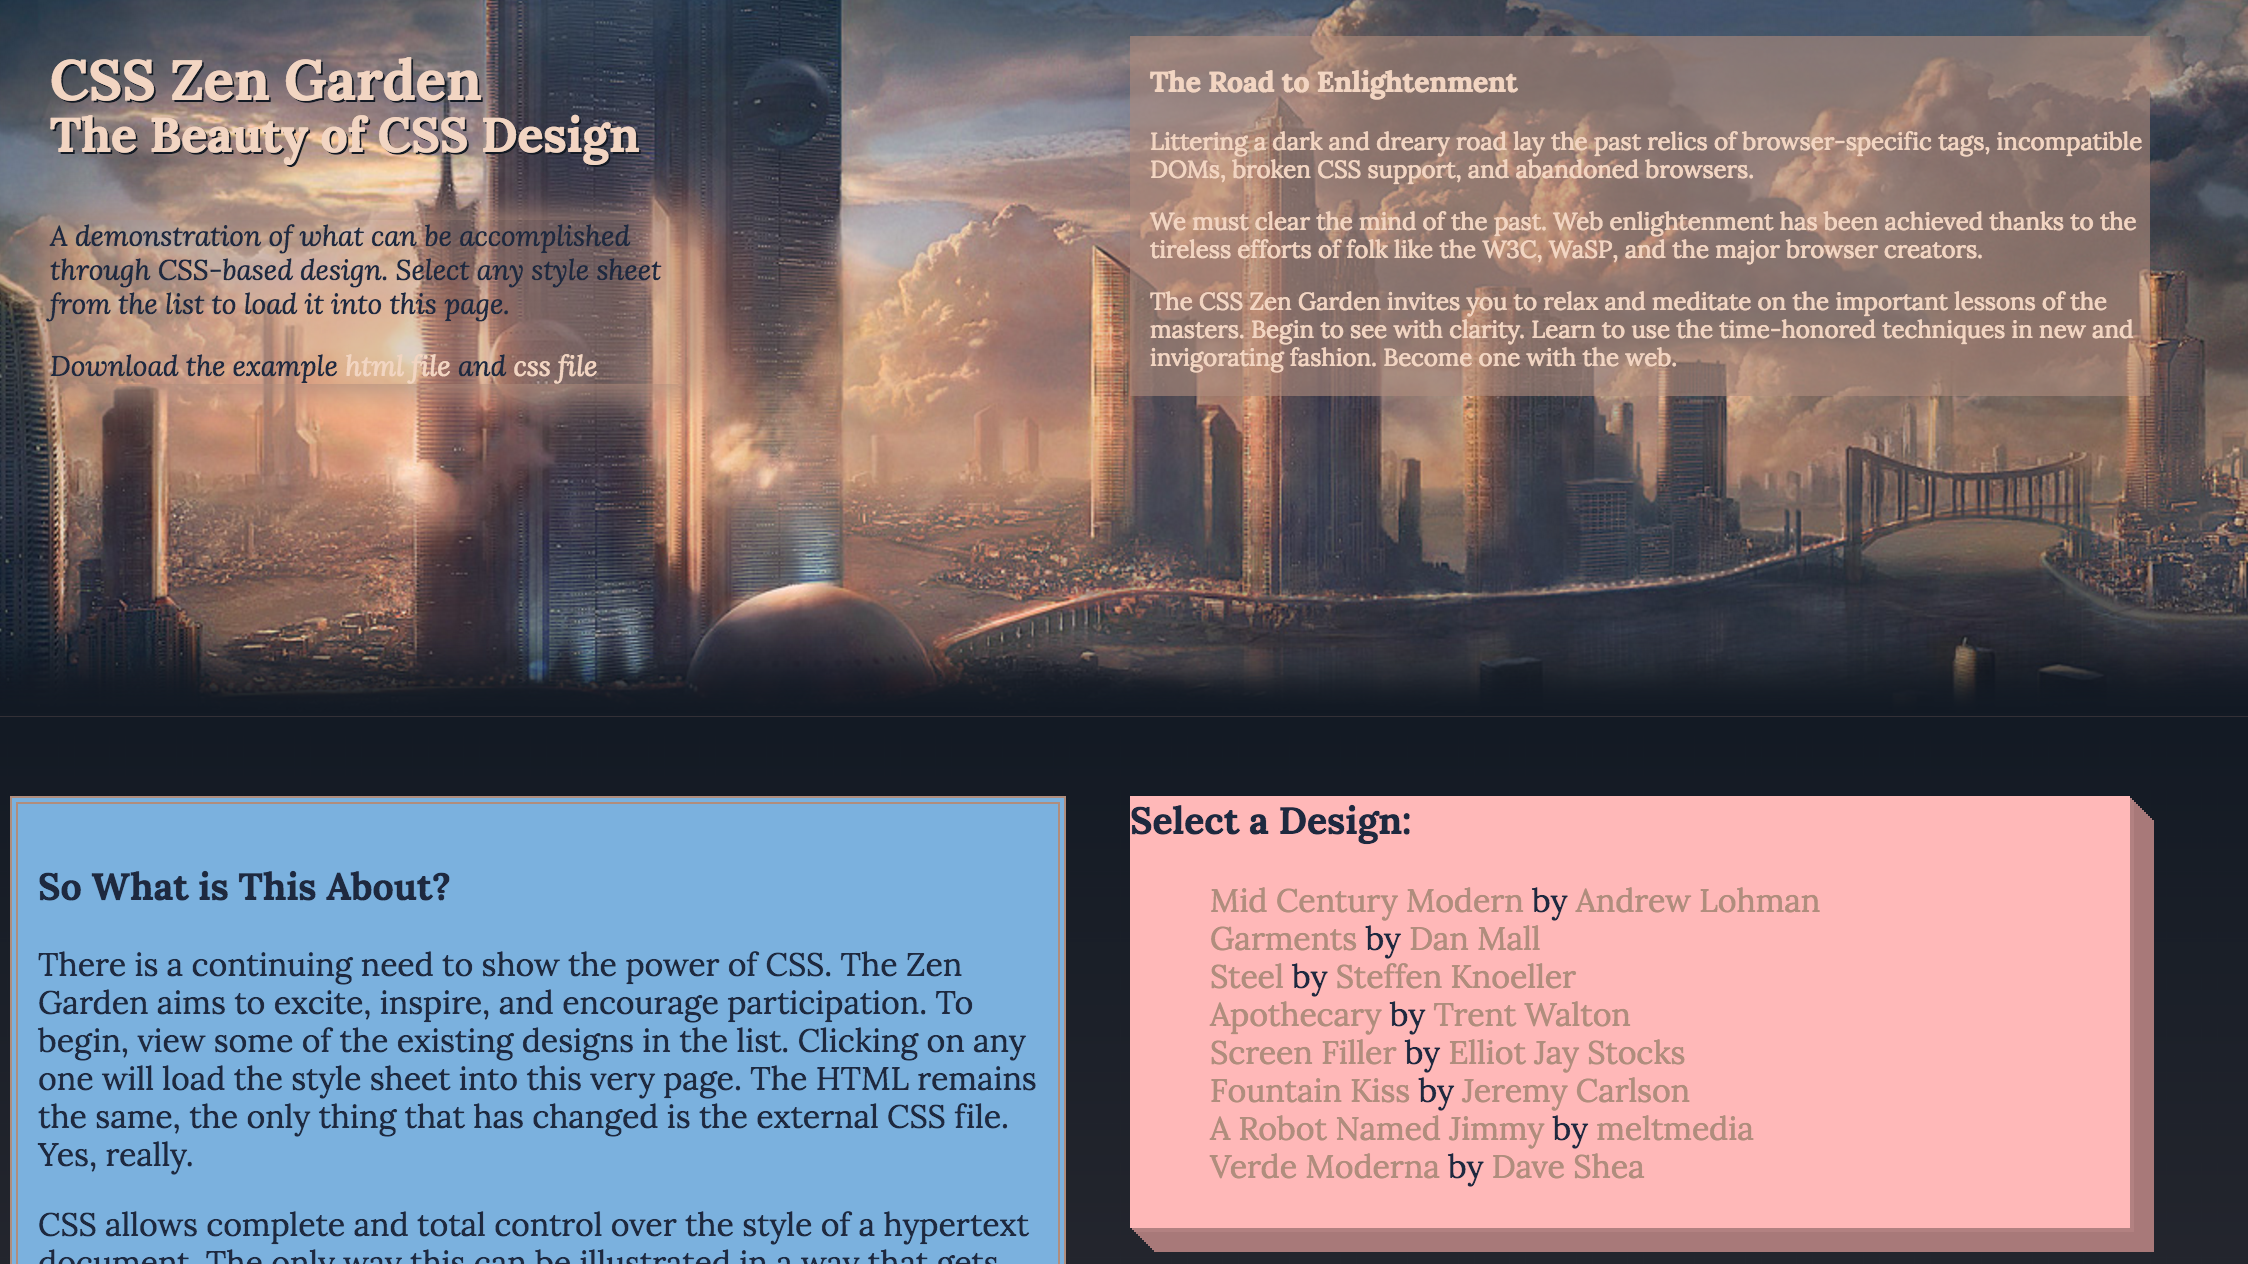 CSS Zen Garden
The Beauty of CSS Design
A demonstration of what can be accomplished
through CSS-based design. Select any style sheet
from the list to load it into this page.
Download the example html file and css file
The Road to Enlightenment
Littering a dark and dreary road lay the past relics of browser-specific tags, incompatible
DOMs, broken CSS support, and abandoned browsers.
We must clear the mind of the past. Web enlightenment has been achieved thanks to the
tireless efforts of folk like the W3C, WaSP, and the major browser creators.
The CSS Zen Garden invites you to relax and meditate on the important lessons of the
masters. Begin to see with clarity. Learn to use the time-honored techniques in new and
invigorating fashion. Become one with the web.
So What is This About?
There is a continuing need to show the power of CSS. The Zen
Garden aims to excite, inspire, and encourage participation. To
begin, view some of the existing designs in the list. Clicking on any
one will load the style sheet into this very page. The HTML remains
the same, the only thing that has changed is the external CSS file.
Yes, really.
CSS allows complete and total control over the style of a hypertext
document. The only way this can be illustrated in a way that gets
Select a Design:
Mid Century Modern by Andrew Lohman
Garments by Dan Mall
Steel by Steffen Knoeller
Apothecary by Trent Walton
Screen Filler by Elliot Jay Stocks
Fountain Kiss by Jeremy Carlson
A Robot Named Jimmy by meltmedia
Verde Moderna by Dave Shea